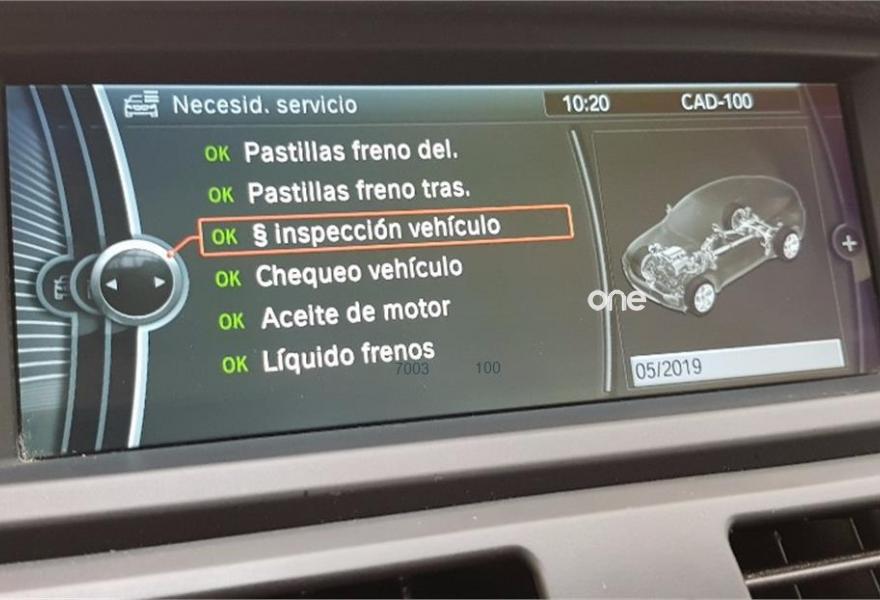 Necesid. servicio
10:20
CAD-100
OK Pastillas freno del.
OK Pastillas freno tras.
OK § inspección vehículo
OK Chequeo vehículo
OK Aceite de motor
OK Líquido frenos
one
7003 100
05/2019